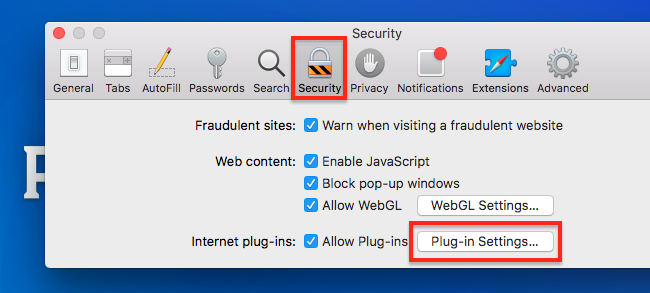 Security
General Tabs AutoFill Passwords Search Security Privacy Notifications Extensions Advanced
Fraudulent sites: Warn when visiting a fraudulent website
Web content: Enable JavaScript
Block pop-up windows
Allow WebGL WebGL Settings...
Internet plug-ins: Allow Plug-ins Plug-in Settings...